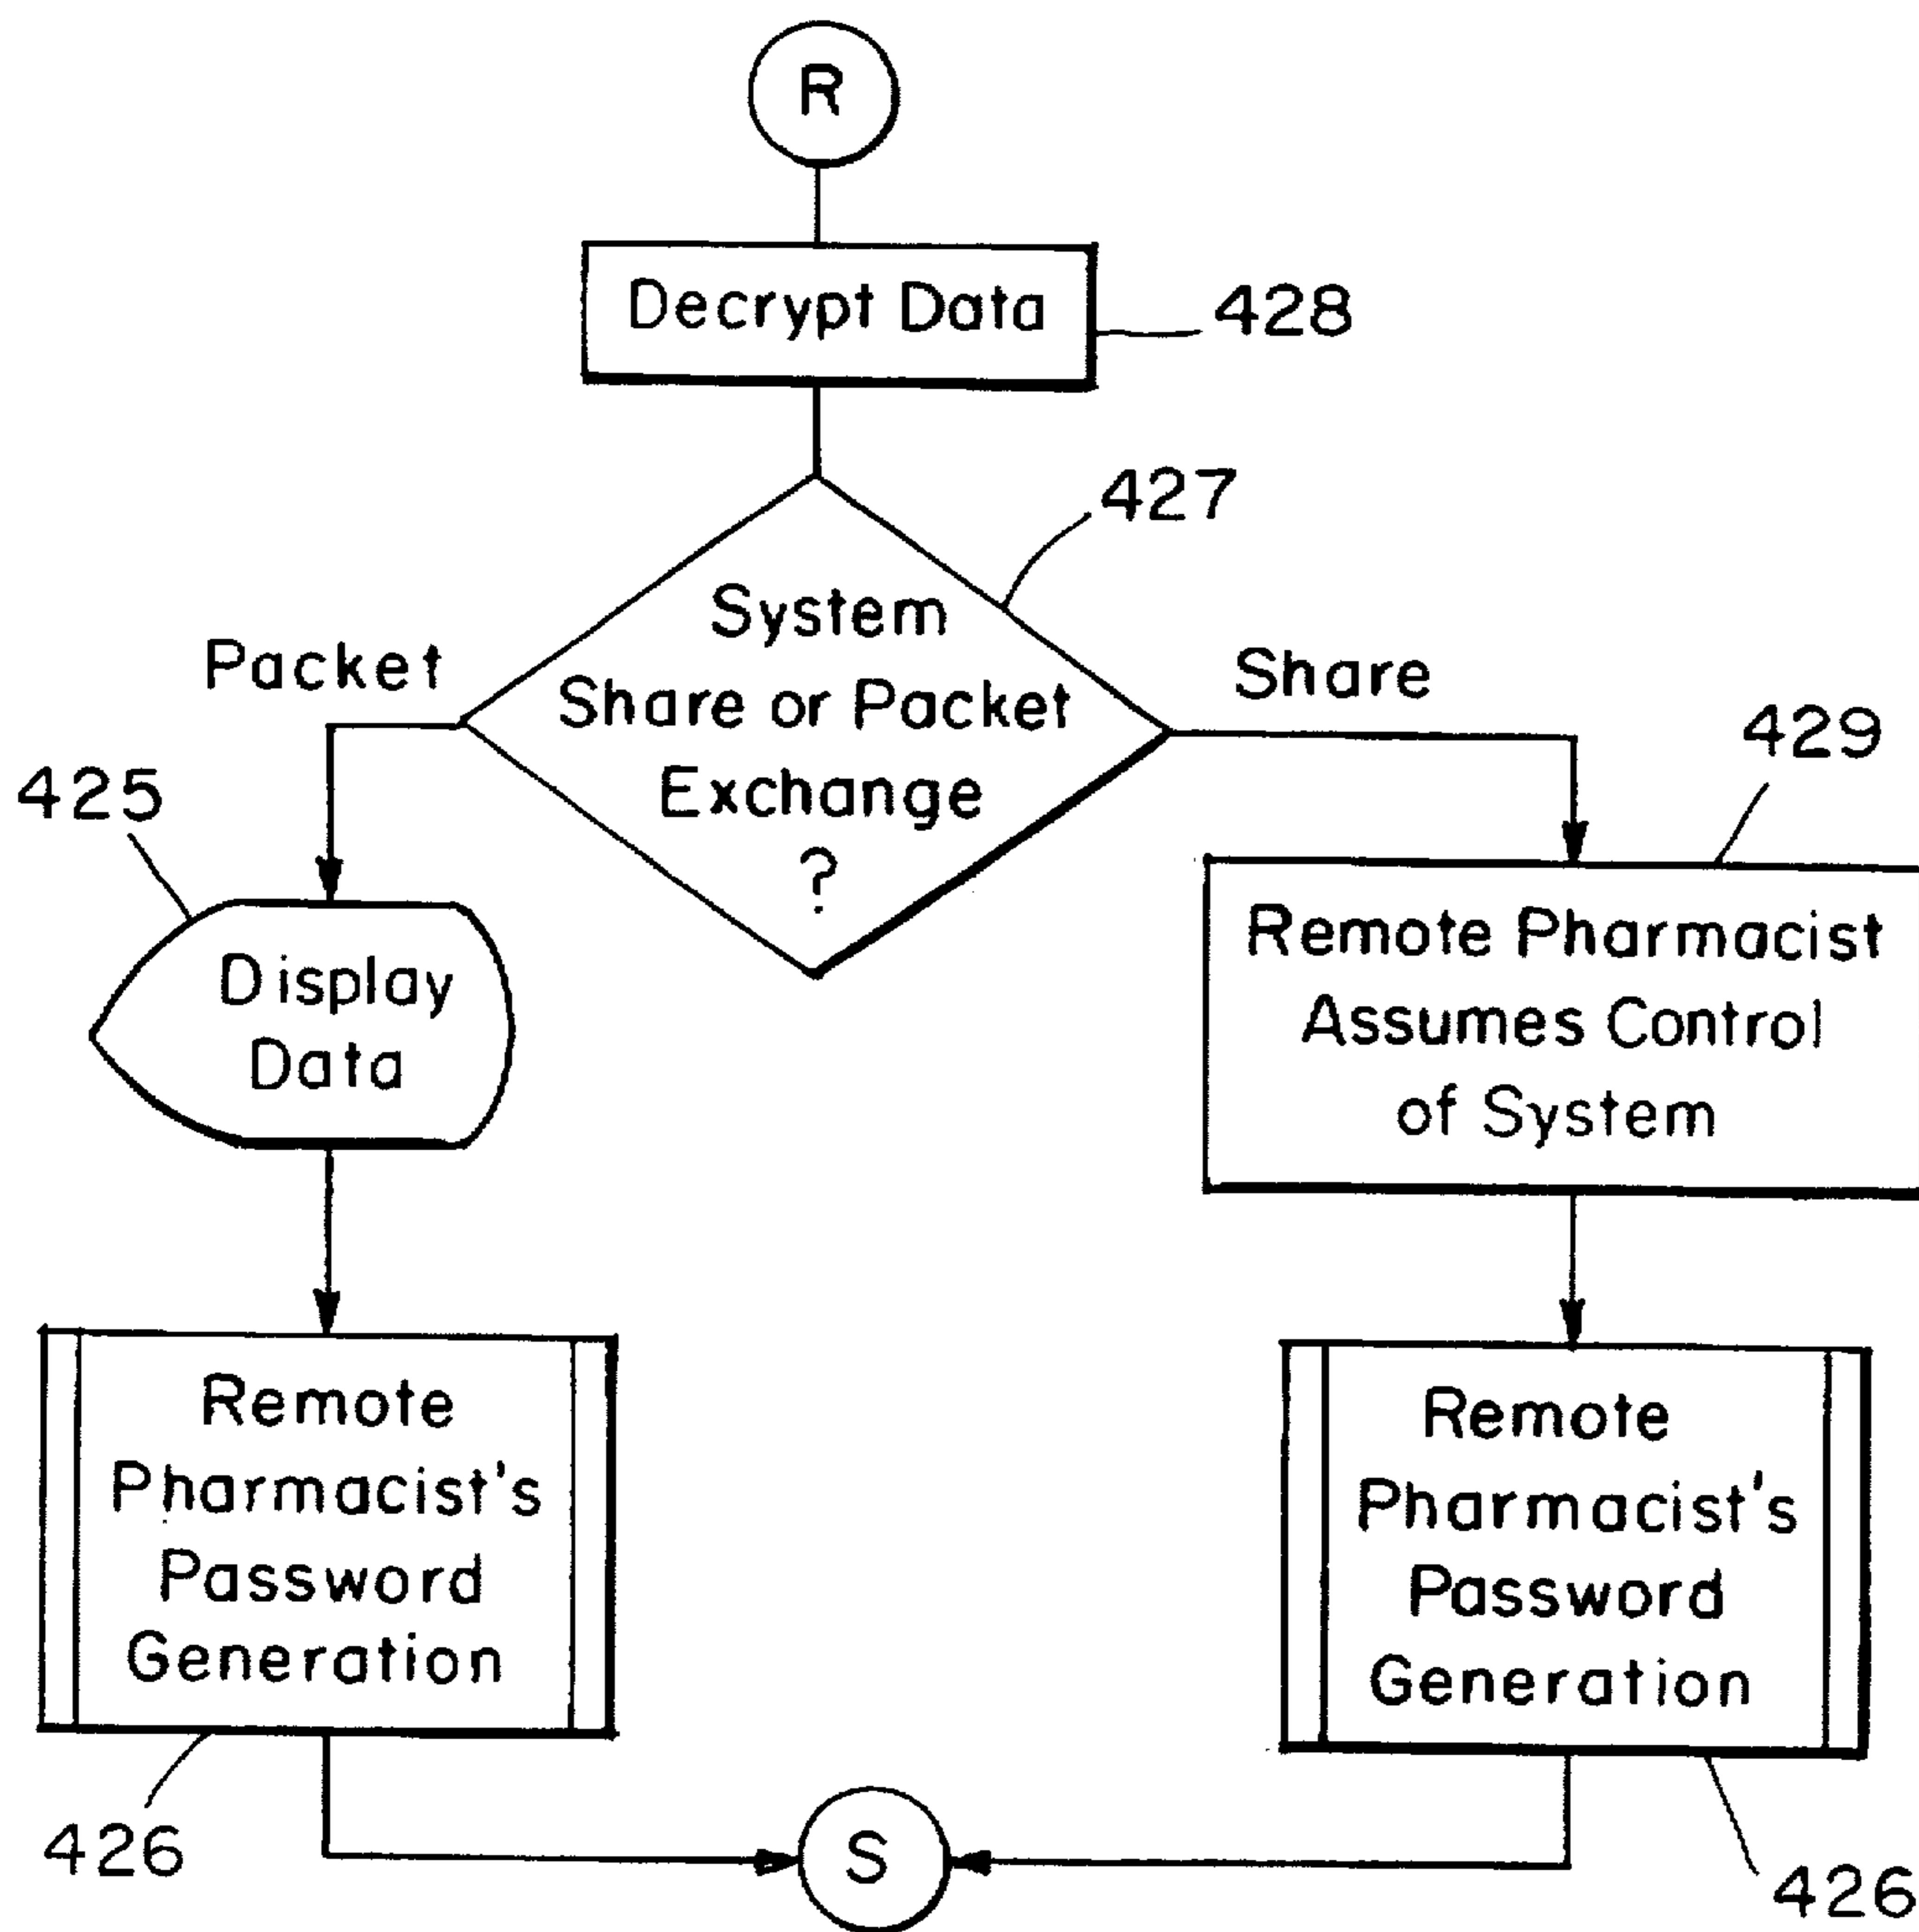 R
Decrypt Data
428
427
System
Share or Packet
Exchange
?
Packet
Share
425
429
Display
Data
Remote Pharmacist
Assumes Control
of System
Remote
Pharmacist's
Password
Generation
Remote
Pharmacist's
Password
Generation
426
S
426